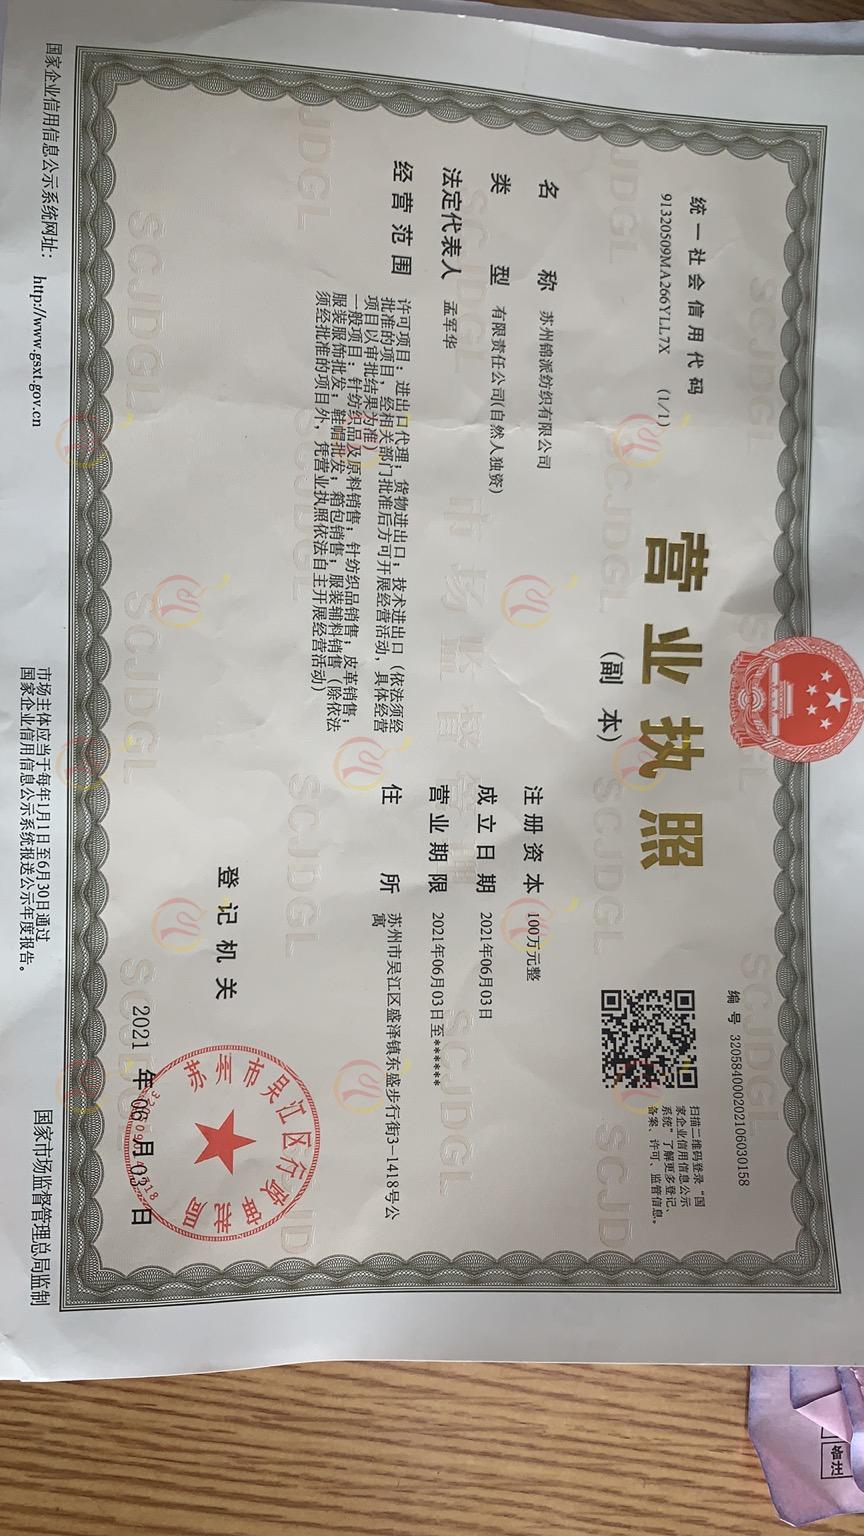 编号 320584000202106030158
统一社会信用代码
91320509MA266YLL7X (1/1)
营业执照
(副 本)
扫描二维码登录“国
家企业信用信息公示
系统”了解更多登记、
备案、许可、监管信息。
名称 苏州锦派纺织有限公司
类型 有限责任公司(自然人独资)
法定代表人 孟军华
经营范围 许可项目：进出口代理；货物进出口；技术进出口（依法须经
批准的项目，经相关部门批准后方可开展经营活动，具体经营
项目以审批结果为准）
一般项目：针纺织品及原料销售；针纺织品销售；皮革销售；
服装服饰批发；鞋帽批发；箱包销售；服装辅料销售（除依法
须经批准的项目外，凭营业执照依法自主开展经营活动）
注册资本 100万元整
成立日期 2021年06月03日
营业期限 2021年06月03日至******
住所 苏州市吴江区盛泽镇东盛步行街3-1418号公
寓
登记机关
苏州市吴江区行政审批局
2021 年 06 月 03 日
国家企业信用信息公示系统网址： http://www.gsxt.gov.cn
市场主体应当于每年1月1日至6月30日通过
国家企业信用信息公示系统报送公示年度报告。
国家市场监督管理总局监制
SCJDGL
市场监督管理